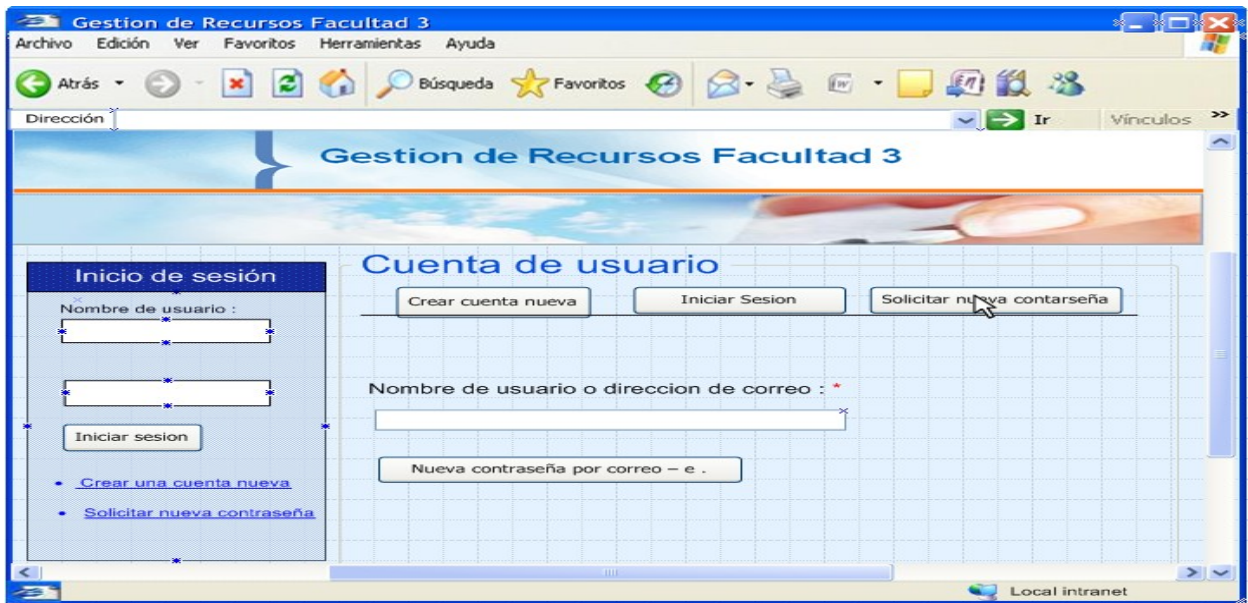 Gestion de Recursos Facultad 3
Archivo Edición Ver Favoritos Herramientas Ayuda
Atrás Búsqueda Favoritos
Dirección Ir Vínculos
Gestion de Recursos Facultad 3
Inicio de sesión
Nombre de usuario :
Iniciar sesion
Crear una cuenta nueva
Solicitar nueva contraseña
Cuenta de usuario
Crear cuenta nueva Iniciar Sesion Solicitar nueva contarseña
Nombre de usuario o direccion de correo : *
Nueva contraseña por correo – e .
Local intranet